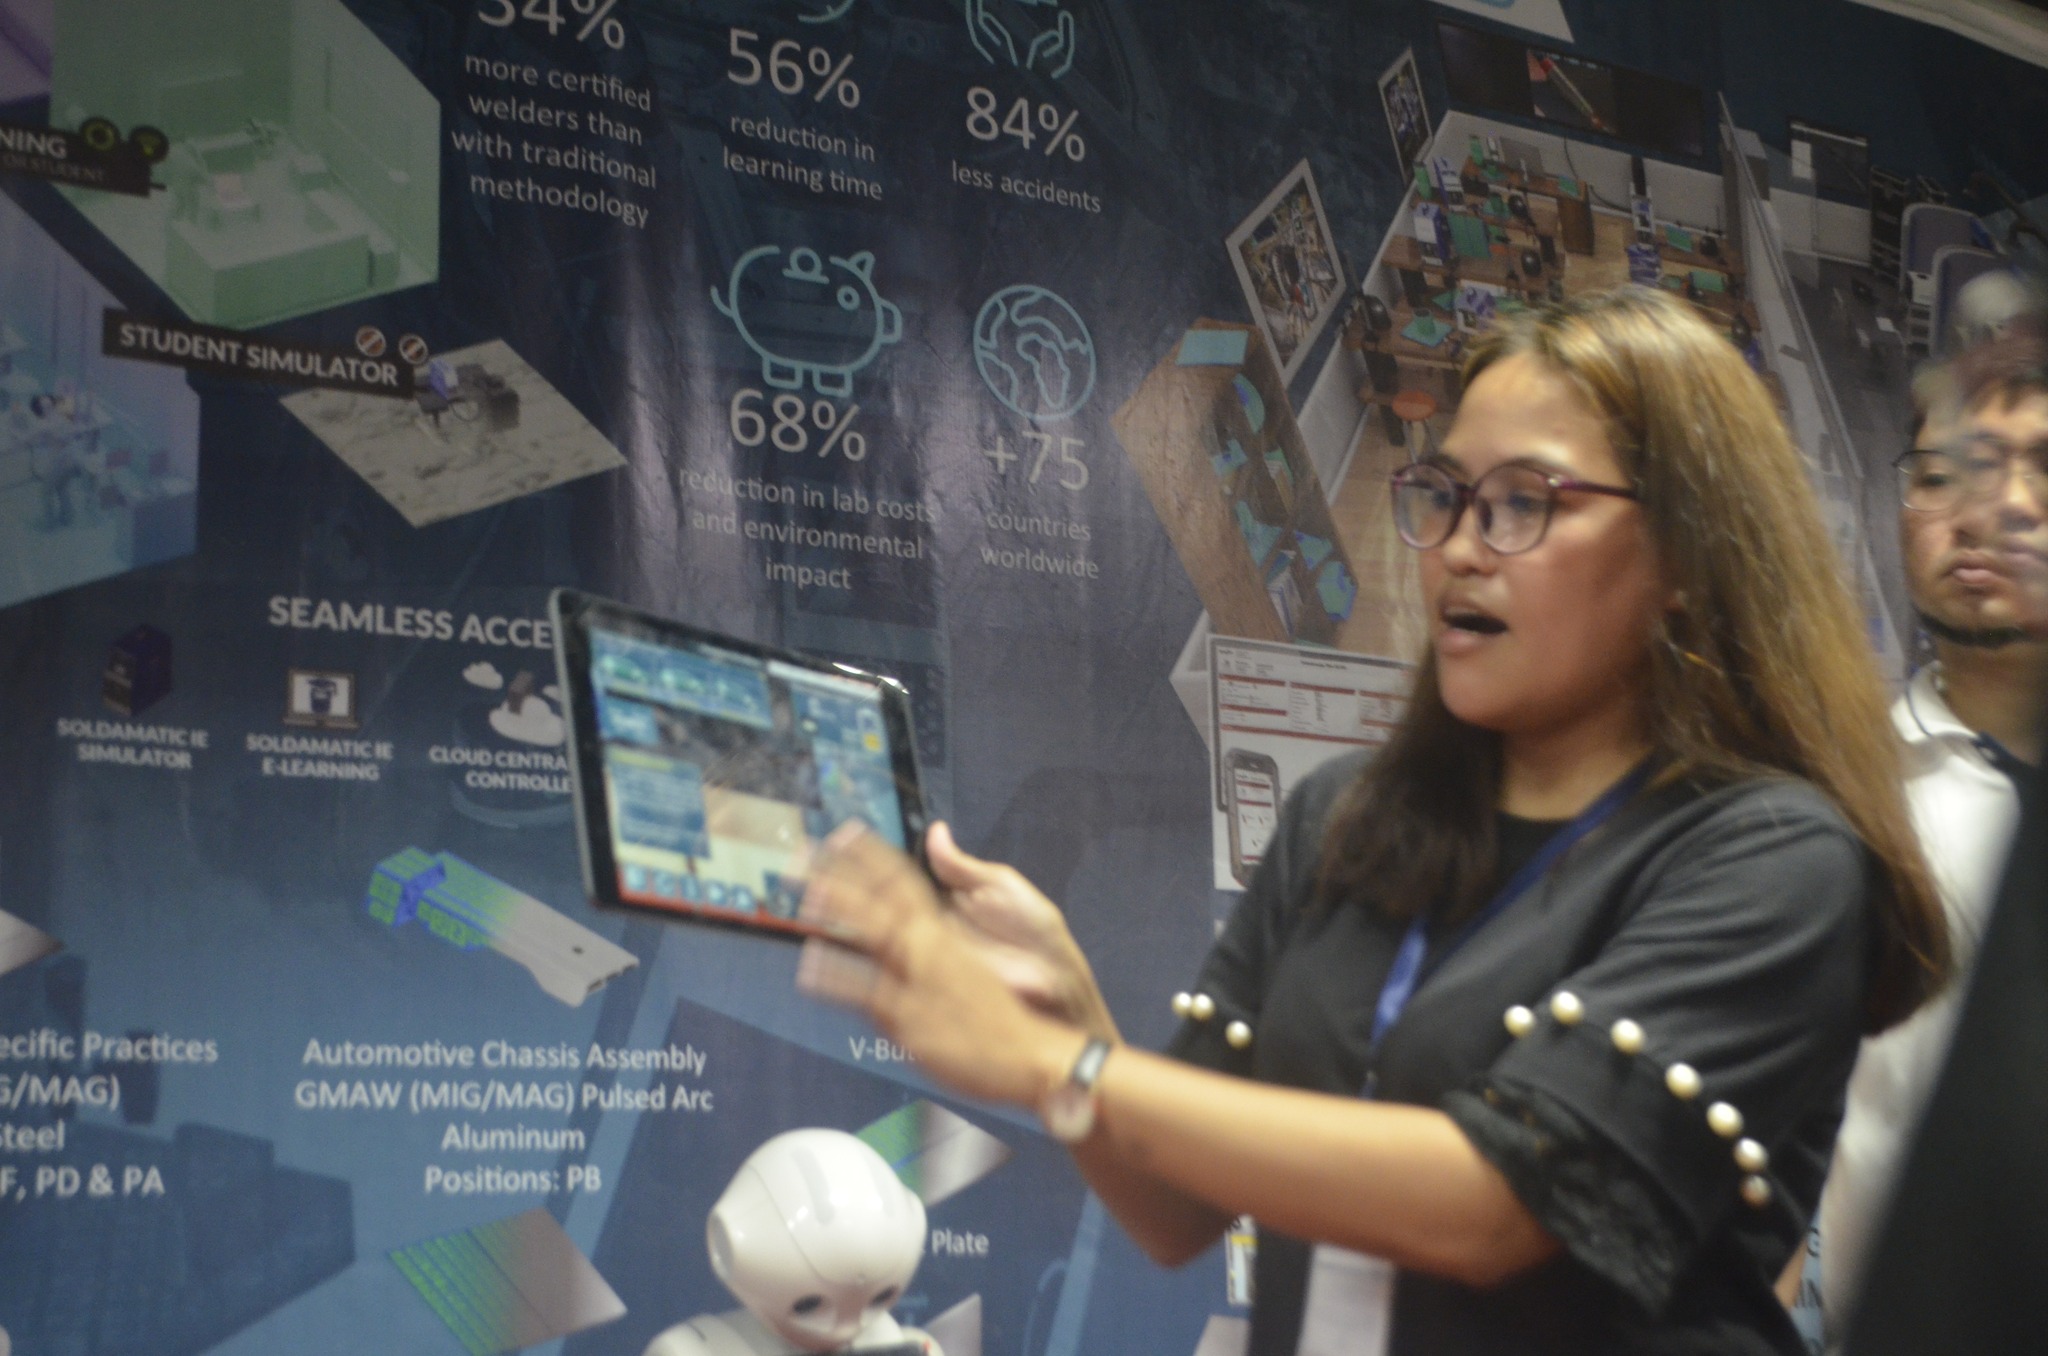 34%
more certified
welders than
with traditional
methodology
56%
reduction in
learning time
84%
less accidents
68%
reduction in lab costs
and environmental
impact
+75
countries
worldwide
NING
STUDENT SIMULATOR
SEAMLESS ACCE
SOLDAMATIC IE
SIMULATOR
SOLDAMATIC IE
E-LEARNING
CLOUD CENTRA
CONTROLLE
ecific Practices
G/MAG)
Steel
F, PD & PA
Automotive Chassis Assembly
GMAW (MIG/MAG) Pulsed Arc
Aluminum
Positions: PB
V-Bu
Plate